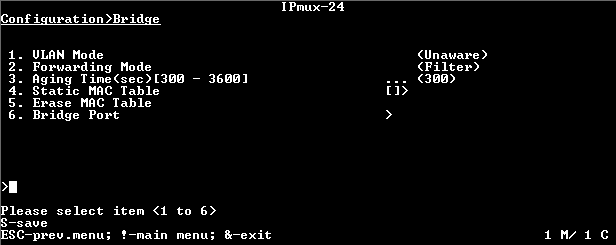 IPmux-24
Configuration>Bridge
1. VLAN Mode (Unaware)
2. Forwarding Mode (Filter)
3. Aging Time(sec)[300 - 3600] ... (300)
4. Static MAC Table []>
5. Erase MAC Table
6. Bridge Port >
>
Please select item <1 to 6>
S-save
ESC-prev.menu; !-main menu; &-exit 1 M/ 1 C